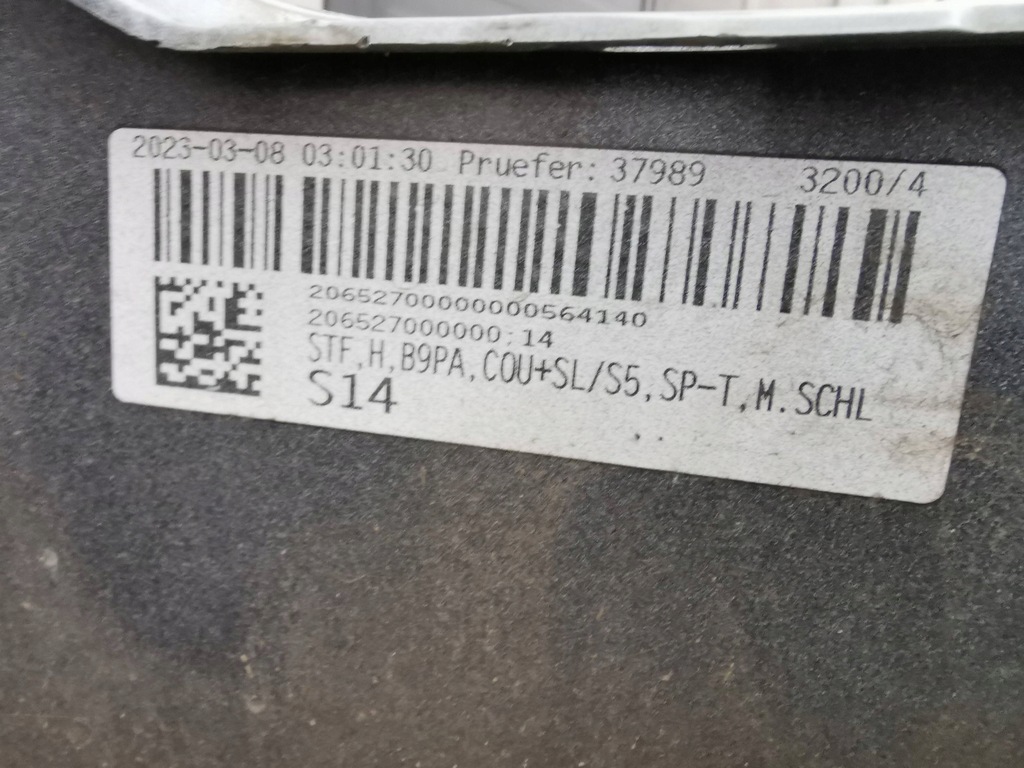 2023-03-08 03:01:30 Pruefer: 37989 3200/4
20652700000000564140
206527000000:14
STF,H,B9PA,COU+SL/S5,SP-T,M.SCHL
S14